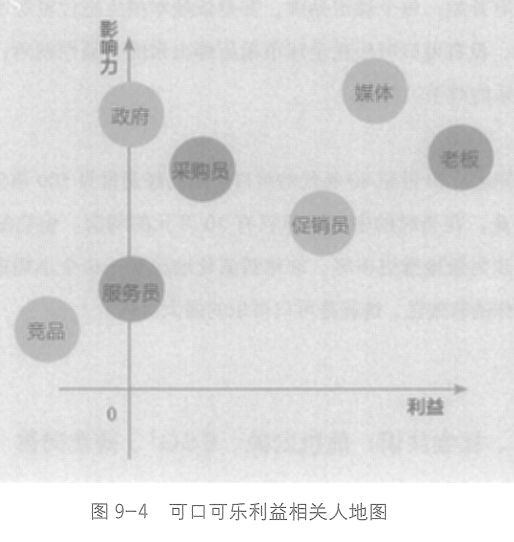 影响力
政府
媒体
采购员
老板
促销员
服务员
竞品
0
利益
图 9-4 可口可乐利益相关人地图